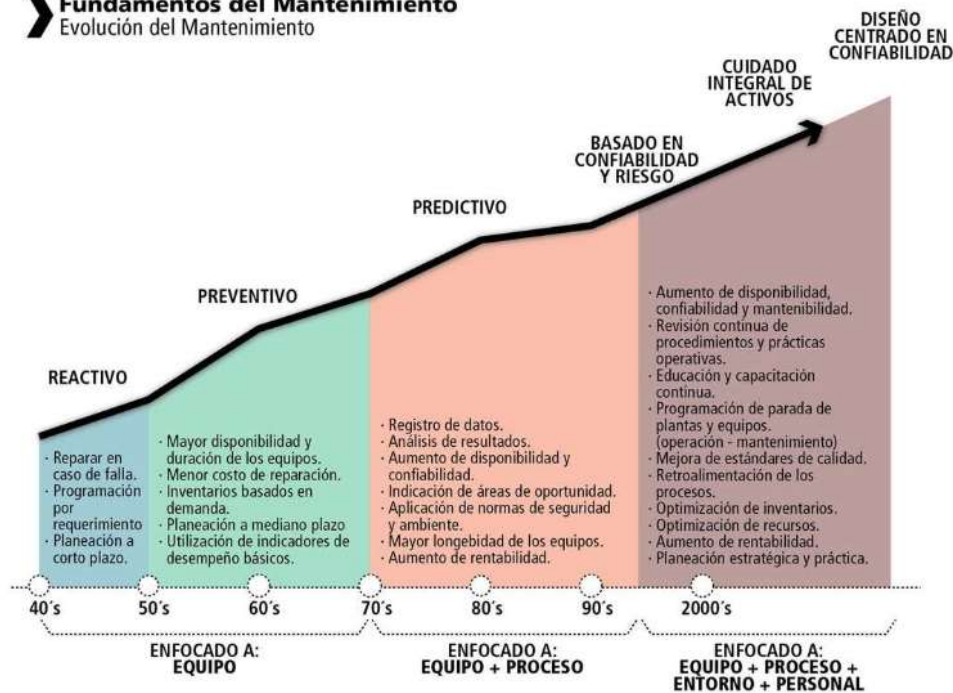 Fundamentos del Mantenimiento
Evolución del Mantenimiento
DISEÑO
CENTRADO EN
CONFIABILIDAD
CUIDADO
INTEGRAL DE
ACTIVOS
BASADO EN
CONFIABILIDAD
Y RIESGO
PREDICTIVO
PREVENTIVO
REACTIVO
· Reparar en
caso de falla.
· Programación
por
requerimiento
· Planeación a
corto plazo.
· Mayor disponibilidad y
duración de los equipos.
· Menor costo de reparación.
· Inventarios basados en
demanda.
· Planeación a mediano plazo
· Utilización de indicadores de
desempeño básicos.
· Registro de datos.
· Análisis de resultados.
· Aumento de disponibilidad y
confiabilidad.
· Indicación de áreas de oportunidad.
· Aplicación de normas de seguridad
y ambiente.
· Mayor longebidad de los equipos.
· Aumento de rentabilidad.
· Aumento de disponibilidad,
confiabilidad y mantenibilidad.
· Revisión continua de
procedimientos y prácticas
operativas.
· Educación y capacitación
continua.
· Programación de parada de
plantas y equipos.
(operación - mantenimiento)
· Mejora de estándares de calidad.
· Retroalimentación de los
procesos.
· Optimización de inventarios.
· Optimización de recursos.
· Aumento de rentabilidad.
· Planeación estratégica y práctica.
40´s
50´s
60´s
70´s
80´s
90´s
2000´s
ENFOCADO A:
EQUIPO
ENFOCADO A:
EQUIPO + PROCESO
ENFOCADO A:
EQUIPO + PROCESO +
ENTORNO + PERSONAL